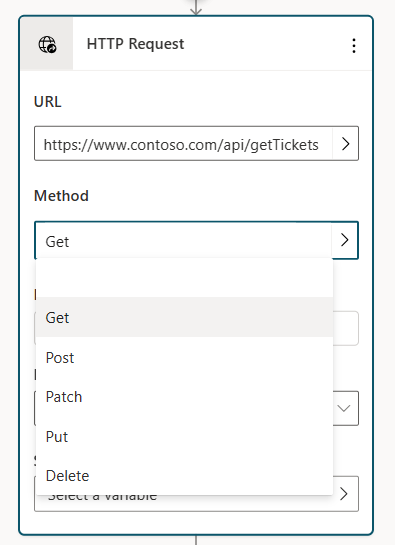 HTTP Request
URL
https://www.contoso.com/api/getTickets
Method
Get
Get
Post
Patch
Put
Delete
Select a variable